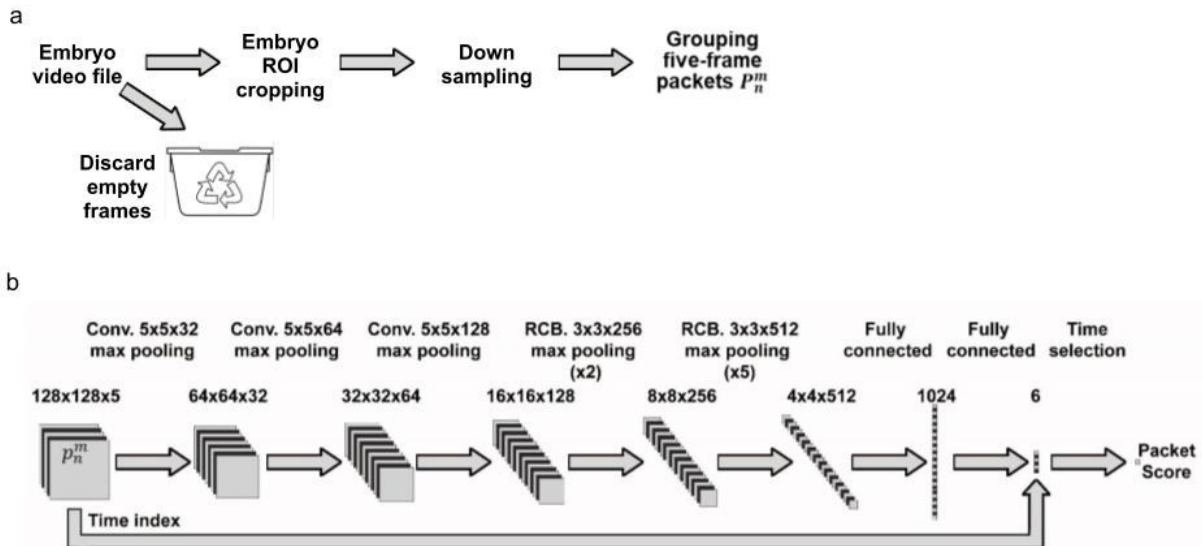 a
Embryo
video file
Embryo
ROI
cropping
Down
sampling
Grouping
five-frame
packets $P_n^m$
Discard
empty
frames
b
Conv. 5x5x32
max pooling
Conv. 5x5x64
max pooling
Conv. 5x5x128
max pooling
RCB. 3x3x256
max pooling
(x2)
RCB. 3x3x512
max pooling
(x5)
Fully
connected
Fully
connected
Time
selection
128x128x5
64x64x32
32x32x64
16x16x128
8x8x256
4x4x512
1024
6
$p_n^m$
Packet
Score
Time index